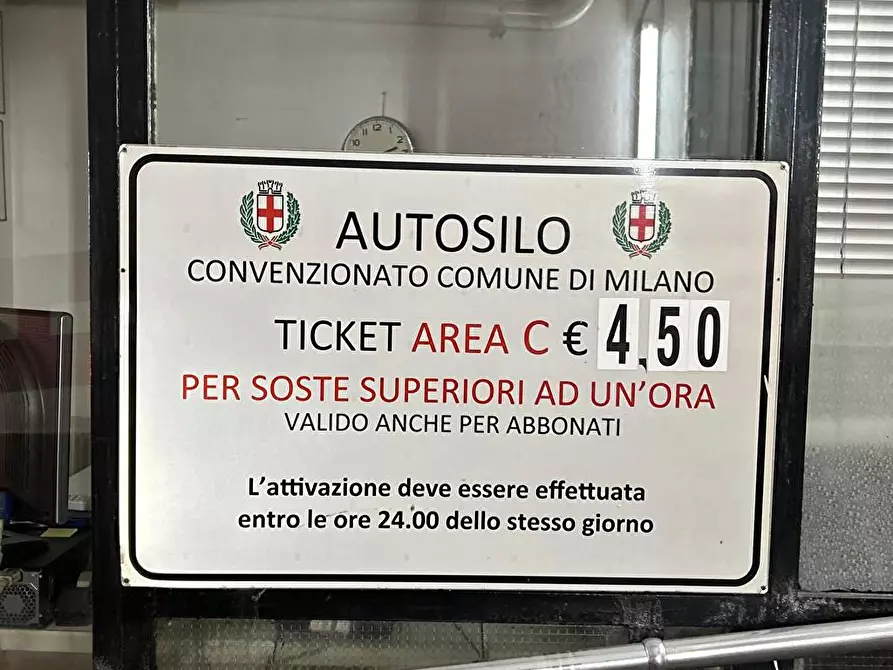 AUTOSILO
CONVENZIONATO COMUNE DI MILANO
TICKET AREA C € 4,50
PER SOSTE SUPERIORI AD UN'ORA
VALIDO ANCHE PER ABBONATI
L'attivazione deve essere effettuata
entro le ore 24.00 dello stesso giorno